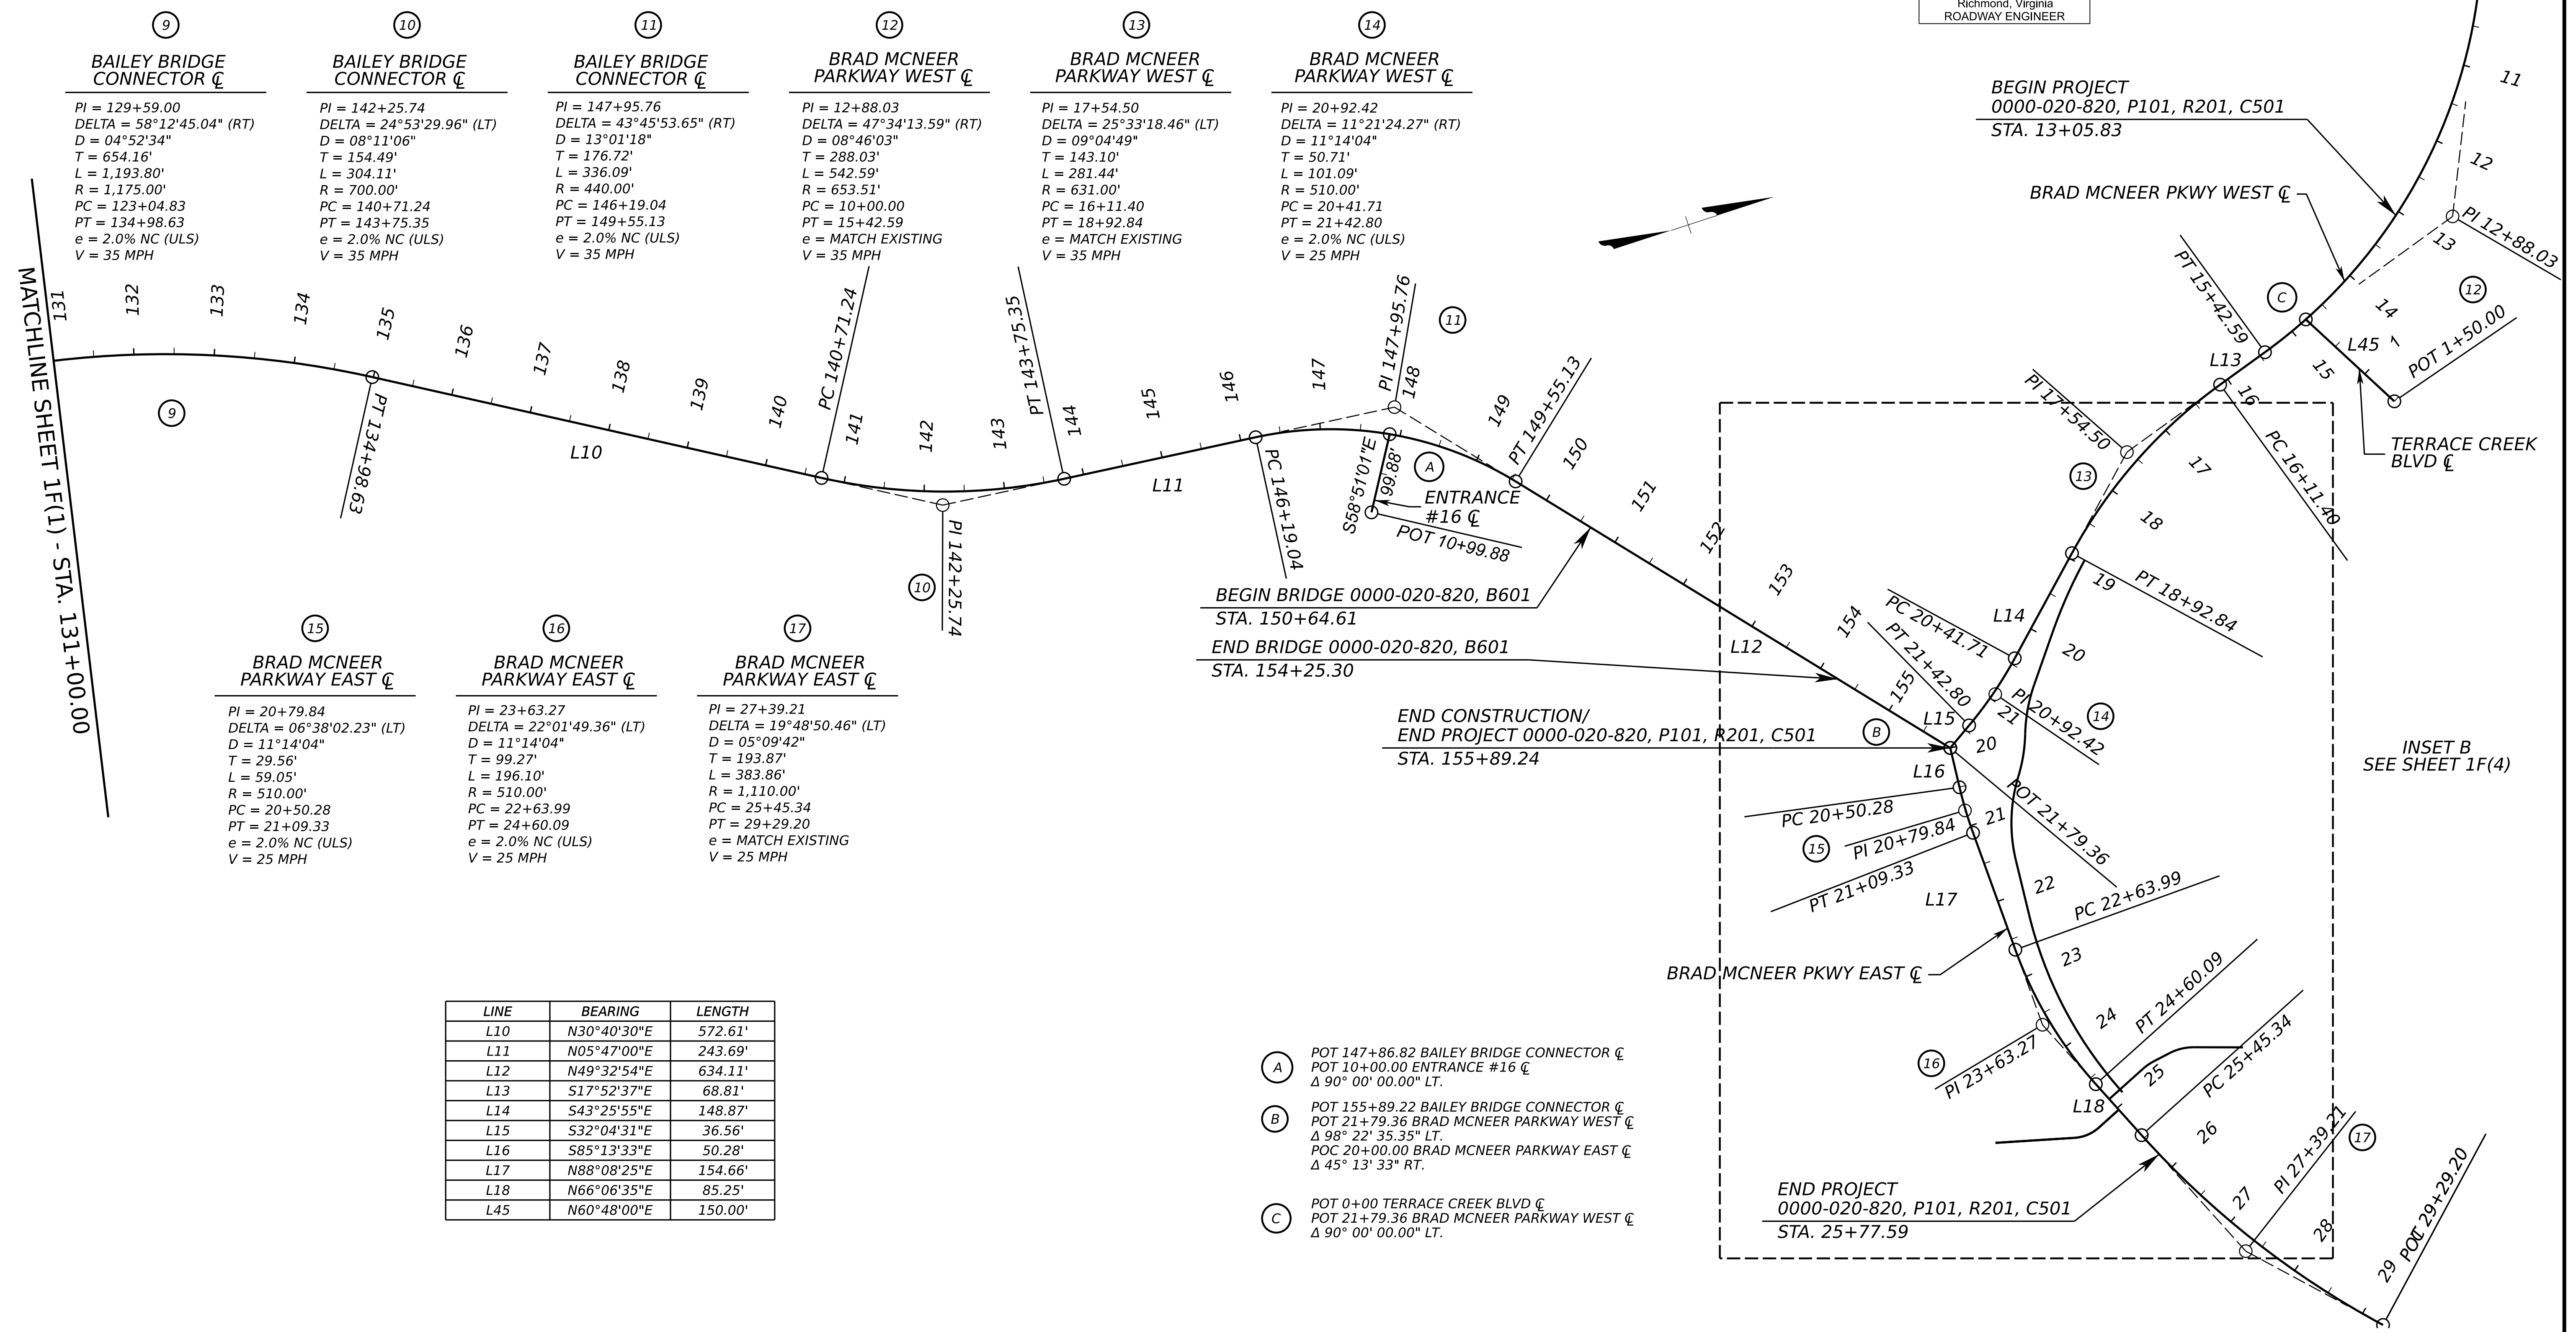 Richmond, Virginia
ROADWAY ENGINEER
9
BAILEY BRIDGE
CONNECTOR ℄
PI = 129+59.00
DELTA = 58°12'45.04" (RT)
D = 04°52'34"
T = 654.16'
L = 1,193.80'
R = 1,175.00'
PC = 123+04.83
PT = 134+98.63
e = 2.0% NC (ULS)
V = 35 MPH
10
BAILEY BRIDGE
CONNECTOR ℄
PI = 142+25.74
DELTA = 24°53'29.96" (LT)
D = 08°11'06"
T = 154.49'
L = 304.11'
R = 700.00'
PC = 140+71.24
PT = 143+75.35
e = 2.0% NC (ULS)
V = 35 MPH
11
BAILEY BRIDGE
CONNECTOR ℄
PI = 147+95.76
DELTA = 43°45'53.65" (RT)
D = 13°01'18"
T = 176.72'
L = 336.09'
R = 440.00'
PC = 146+19.04
PT = 149+55.13
e = 2.0% NC (ULS)
V = 35 MPH
12
BRAD MCNEER
PARKWAY WEST ℄
PI = 12+88.03
DELTA = 47°34'13.59" (RT)
D = 08°46'03"
T = 288.03'
L = 542.59'
R = 653.51'
PC = 10+00.00
PT = 15+42.59
e = MATCH EXISTING
V = 35 MPH
13
BRAD MCNEER
PARKWAY WEST ℄
PI = 17+54.50
DELTA = 25°33'18.46" (LT)
D = 09°04'49"
T = 143.10'
L = 281.44'
R = 631.00'
PC = 16+11.40
PT = 18+92.84
e = MATCH EXISTING
V = 35 MPH
14
BRAD MCNEER
PARKWAY WEST ℄
PI = 20+92.42
DELTA = 11°21'24.27" (RT)
D = 11°14'04"
T = 50.71'
L = 101.09'
R = 510.00'
PC = 20+41.71
PT = 21+42.80
e = 2.0% NC (ULS)
V = 25 MPH
MATCHLINE SHEET 1F(1) - STA. 131+00.00
131
132
133
134
135
136
137
138
139
140
141
142
143
144
145
146
147
148
149
150
151
152
153
154
155
9
PT 134+98.63
L10
PC 140+71.24
PI 142+25.74
10
PT 143+75.35
L11
PC 146+19.04
PI 147+95.76
11
S58°51'01"E
99.88'
A
ENTRANCE
#16 ℄
POT 10+99.88
PT 149+55.13
BEGIN BRIDGE 0000-020-820, B601
STA. 150+64.61
END BRIDGE 0000-020-820, B601
STA. 154+25.30
L12
END CONSTRUCTION/
END PROJECT 0000-020-820, P101, R201, C501
STA. 155+89.24
B
BEGIN PROJECT
0000-020-820, P101, R201, C501
STA. 13+05.83
BRAD MCNEER PKWY WEST ℄
11
12
13
14
15
16
17
18
19
20
21
PI 12+88.03
12
C
PT 15+42.59
L13
L45
1
POT 1+50.00
TERRACE CREEK
BLVD ℄
PC 16+11.40
PI 17+54.50
13
PT 18+92.84
L14
PC 20+41.71
PT 21+42.80
PI 20+92.42
14
L15
20
L16
POT 21+79.36
PC 20+50.28
PI 20+79.84
15
PT 21+09.33
21
L17
22
PC 22+63.99
23
BRAD MCNEER PKWY EAST ℄
24
PT 24+60.09
PI 23+63.27
16
25
PC 25+45.34
L18
26
PI 27+39.21
17
27
28
29
POT 29+29.20
END PROJECT
0000-020-820, P101, R201, C501
STA. 25+77.59
INSET B
SEE SHEET 1F(4)
15
BRAD MCNEER
PARKWAY EAST ℄
PI = 20+79.84
DELTA = 06°38'02.23" (LT)
D = 11°14'04"
T = 29.56'
L = 59.05'
R = 510.00'
PC = 20+50.28
PT = 21+09.33
e = 2.0% NC (ULS)
V = 25 MPH
16
BRAD MCNEER
PARKWAY EAST ℄
PI = 23+63.27
DELTA = 22°01'49.36" (LT)
D = 11°14'04"
T = 99.27'
L = 196.10'
R = 510.00'
PC = 22+63.99
PT = 24+60.09
e = 2.0% NC (ULS)
V = 25 MPH
17
BRAD MCNEER
PARKWAY EAST ℄
PI = 27+39.21
DELTA = 19°48'50.46" (LT)
D = 05°09'42"
T = 193.87'
L = 383.86'
R = 1,110.00'
PC = 25+45.34
PT = 29+29.20
e = MATCH EXISTING
V = 25 MPH
LINE BEARING LENGTH
L10 N30°40'30"E 572.61'
L11 N05°47'00"E 243.69'
L12 N49°32'54"E 634.11'
L13 S17°52'37"E 68.81'
L14 S43°25'55"E 148.87'
L15 S32°04'31"E 36.56'
L16 S85°13'33"E 50.28'
L17 N88°08'25"E 154.66'
L18 N66°06'35"E 85.25'
L45 N60°48'00"E 150.00'
A
POT 147+86.82 BAILEY BRIDGE CONNECTOR ℄
POT 10+00.00 ENTRANCE #16 ℄
Δ 90° 00' 00.00" LT.
B
POT 155+89.22 BAILEY BRIDGE CONNECTOR ℄
POT 21+79.36 BRAD MCNEER PARKWAY WEST ℄
Δ 98° 22' 35.35" LT.
POC 20+00.00 BRAD MCNEER PARKWAY EAST ℄
Δ 45° 13' 33" RT.
C
POT 0+00 TERRACE CREEK BLVD ℄
POT 21+79.36 BRAD MCNEER PARKWAY WEST ℄
Δ 90° 00' 00.00" LT.